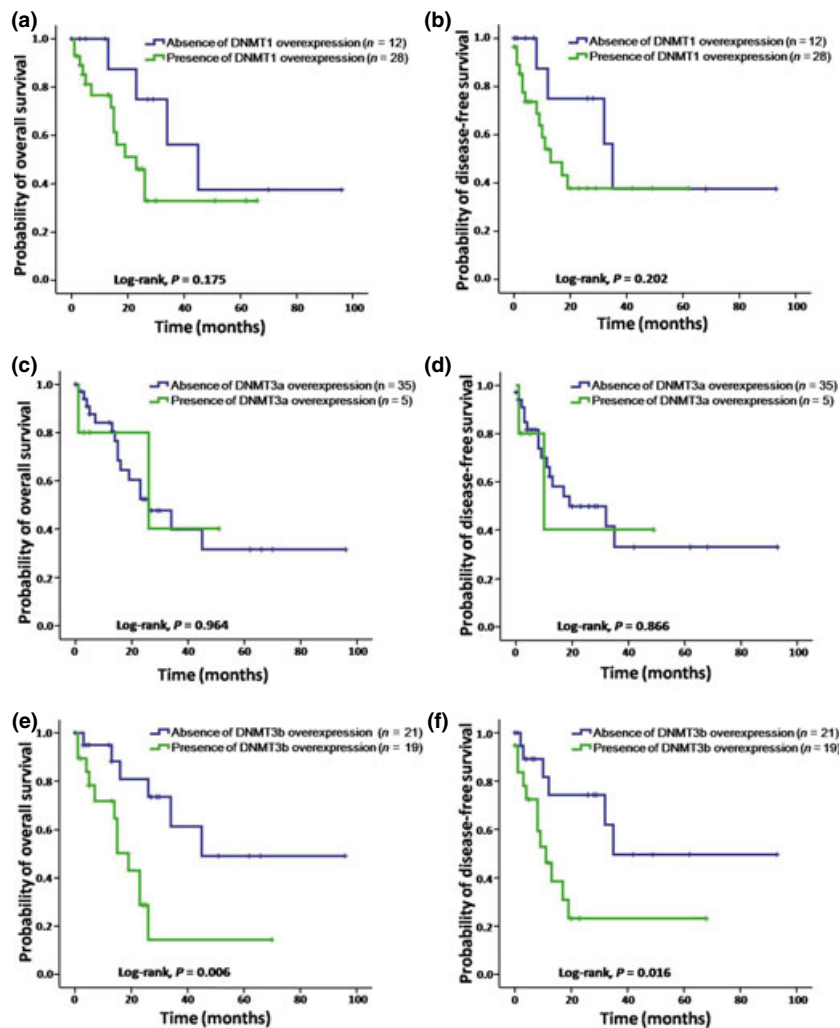 (a)
1.0
0.8
0.6
0.4
0.2
0.0
Probability of overall survival
Absence of DNMT1 overexpression (n = 12)
Presence of DNMT1 overexpression (n = 28)
Log-rank, P = 0.175
0 20 40 60 80 100
Time (months)
(b)
1.0
0.8
0.6
0.4
0.2
0.0
Probability of disease-free survival
Absence of DNMT1 overexpression (n = 12)
Presence of DNMT1 overexpression (n = 28)
Log-rank, P = 0.202
0 20 40 60 80 100
Time (months)
(c)
1.0
0.8
0.6
0.4
0.2
0.0
Probability of overall survival
Absence of DNMT3a overexpression (n = 35)
Presence of DNMT3a overexpression (n = 5)
Log-rank, P = 0.964
0 20 40 60 80 100
Time (months)
(d)
1.0
0.8
0.6
0.4
0.2
0.0
Probability of disease-free survival
Absence of DNMT3a overexpression (n = 35)
Presence of DNMT3a overexpression (n = 5)
Log-rank, P = 0.866
0 20 40 60 80 100
Time (months)
(e)
1.0
0.8
0.6
0.4
0.2
0.0
Probability of overall survival
Absence of DNMT3b overexpression (n = 21)
Presence of DNMT3b overexpression (n = 19)
Log-rank, P = 0.006
0 20 40 60 80 100
Time (months)
(f)
1.0
0.8
0.6
0.4
0.2
0.0
Probability of disease-free survival
Absence of DNMT3b overexpression (n = 21)
Presence of DNMT3b overexpression (n = 19)
Log-rank, P = 0.016
0 20 40 60 80 100
Time (months)